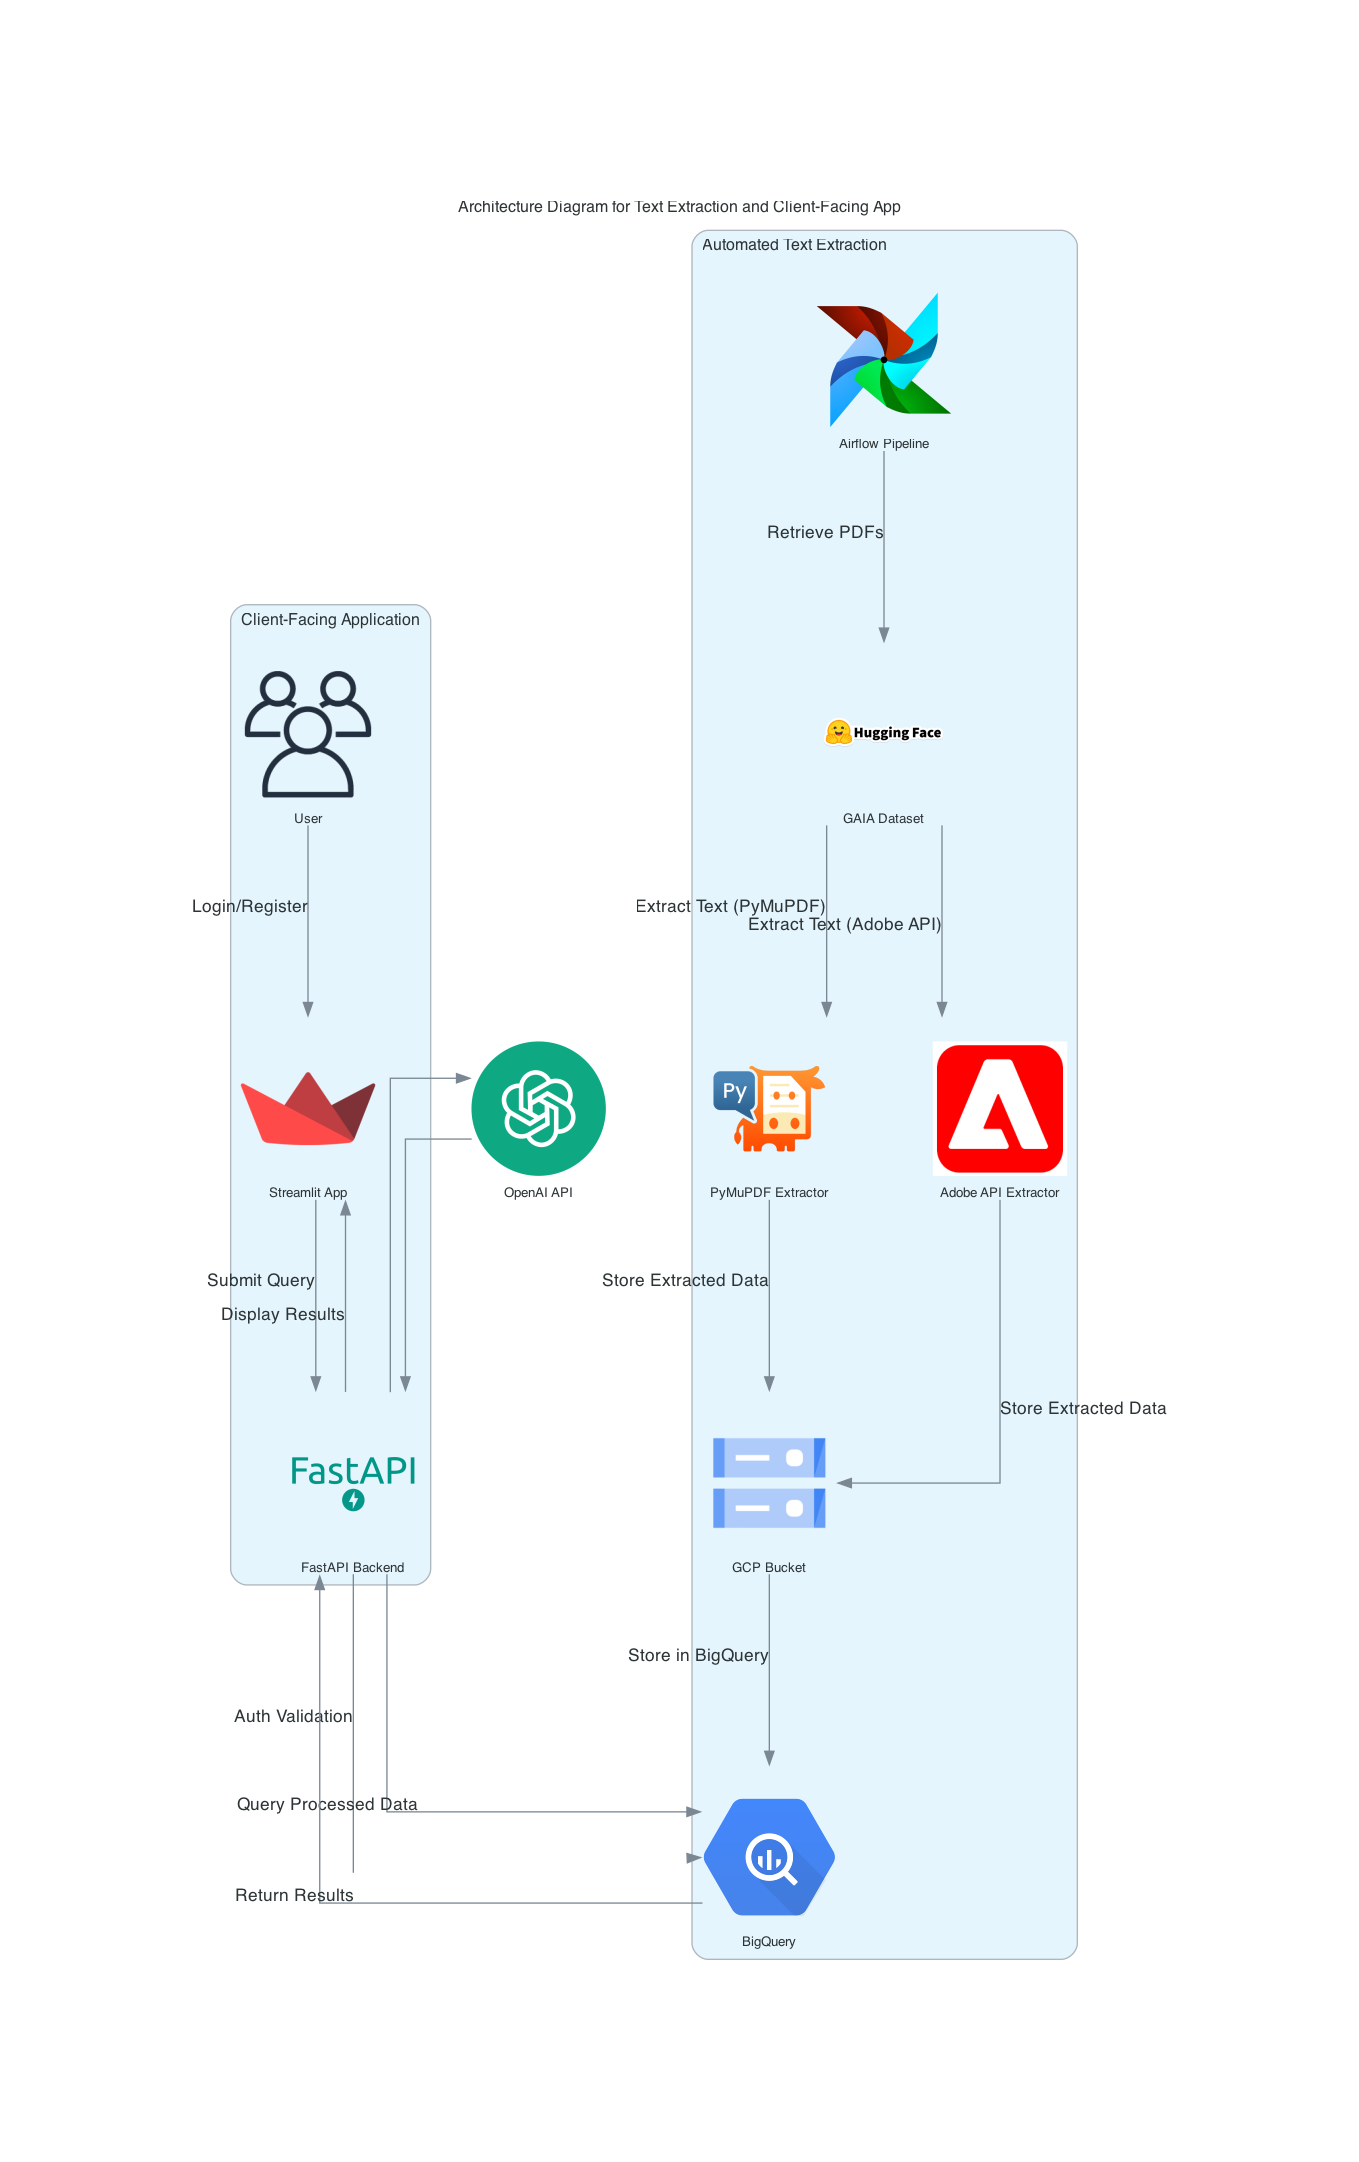 Architecture Diagram for Text Extraction and Client-Facing App
Automated Text Extraction
Airflow Pipeline
Retrieve PDFs
Client-Facing Application
Hugging Face
User
GAIA Dataset
Login/Register
Extract Text (PyMuPDF)
Extract Text (Adobe API)
Py
Streamlit App
OpenAI API
PyMuPDF Extractor
Adobe API Extractor
Submit Query
Store Extracted Data
Display Results
Store Extracted Data
FastAPI
FastAPI Backend
GCP Bucket
Store in BigQuery
Auth Validation
Query Processed Data
Return Results
BigQuery